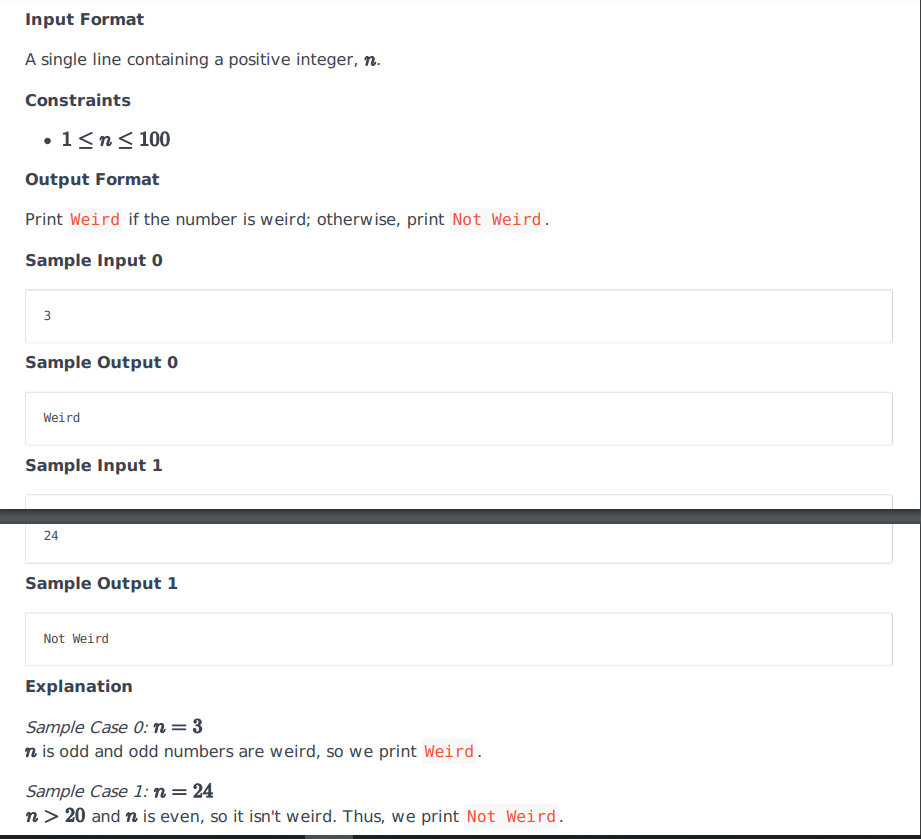 Input Format
A single line containing a positive integer, n.
Constraints
• 1 ≤ n ≤ 100
Output Format
Print Weird if the number is weird; otherwise, print Not Weird.
Sample Input 0
3
Sample Output 0
Weird
Sample Input 1
24
Sample Output 1
Not Weird
Explanation
Sample Case 0: n = 3
n is odd and odd numbers are weird, so we print Weird.
Sample Case 1: n = 24
n > 20 and n is even, so it isn't weird. Thus, we print Not Weird.